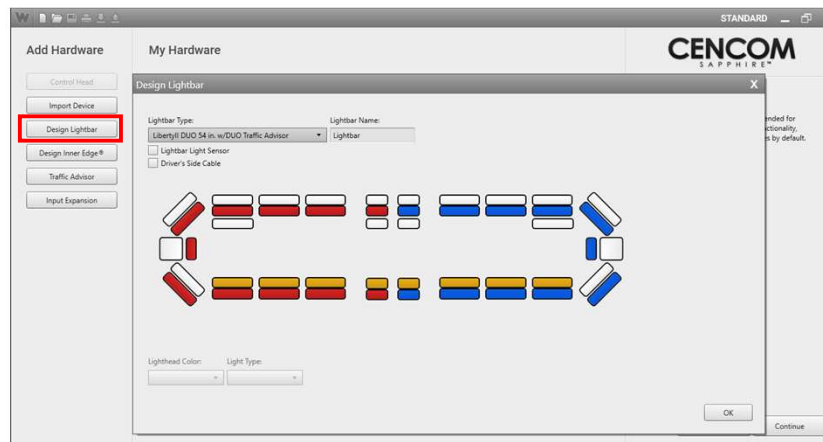 W
STANDARD
Add Hardware
My Hardware
CENCOM
SAPPHIRE™
Control Head
Import Device
Design Lightbar
Design Inner Edge®
Traffic Advisor
Input Expansion
Design Lightbar
X
Lightbar Type:
Lightbar Name:
LibertyII DUO 54 in. w/DUO Traffic Advisor
Lightbar
Lightbar Light Sensor
Driver's Side Cable
ended for
ctionality,
es by default.
Lighthead Color:
Light Type:
OK
Continue